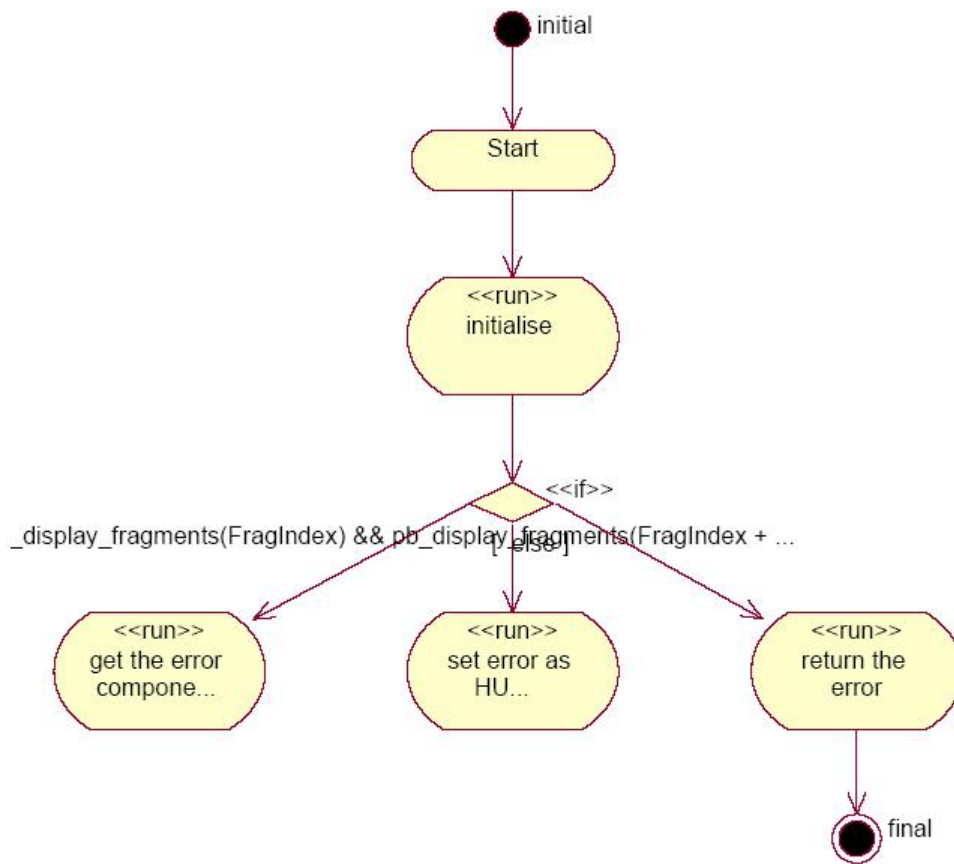 initial
Start
<<run>>
initialise
<<if>>
_display_fragments(FragIndex) && pb_display_fragments(FragIndex + ...
[ else ]
<<run>>
get the error
compone...
<<run>>
set error as
HU...
<<run>>
return the
error
final